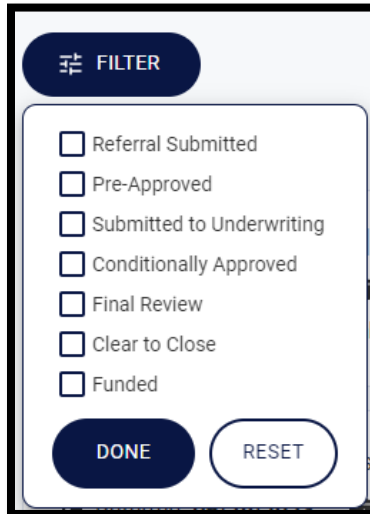 FILTER
Referral Submitted
Pre-Approved
Submitted to Underwriting
Conditionally Approved
Final Review
Clear to Close
Funded
DONE RESET